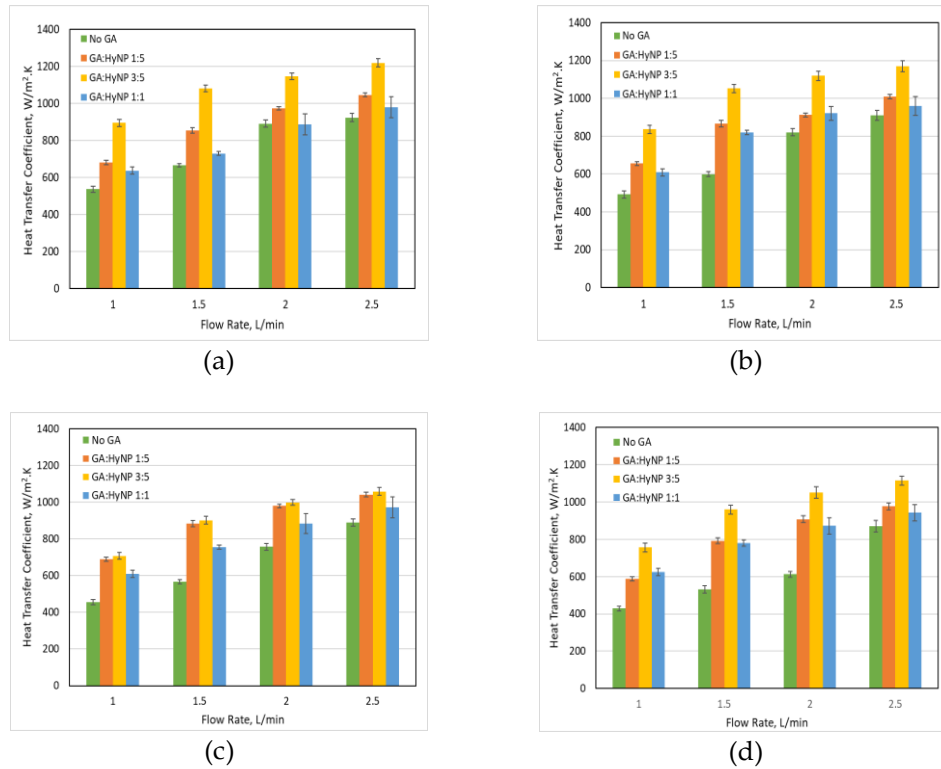 1400
1200
1000
800
600
400
200
0
Heat Transfer Coefficient, W/m².K
No GA
GA:HyNP 1:5
GA:HyNP 3:5
GA:HyNP 1:1
1 1.5 2 2.5
Flow Rate, L/min
(a)
1400
1200
1000
800
600
400
200
0
Heat Transfer Coefficient, W/m².K
No GA
GA:HyNP 1:5
GA:HyNP 3:5
GA:HyNP 1:1
1 1.5 2 2.5
Flow Rate, L/min
(b)
1400
1200
1000
800
600
400
200
0
Heat Transfer Coefficient, W/m².K
No GA
GA:HyNP 1:5
GA:HyNP 3:5
GA:HyNP 1:1
1 1.5 2 2.5
Flow Rate, L/min
(c)
1400
1200
1000
800
600
400
200
0
Heat Transfer Coefficient, W/m².K
No GA
GA:HyNP 1:5
GA:HyNP 3:5
GA:HyNP 1:1
1 1.5 2 2.5
Flow Rate, L/min
(d)